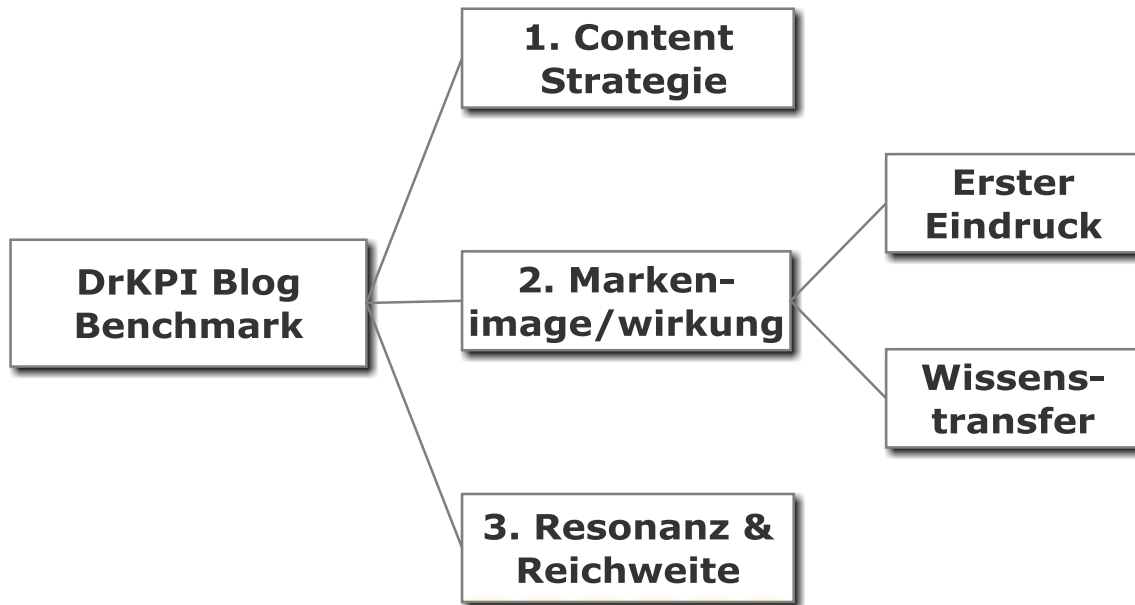 DrKPI Blog
Benchmark
1. Content
Strategie
2. Marken-
image/wirkung
3. Resonanz &
Reichweite
Erster
Eindruck
Wissens-
transfer